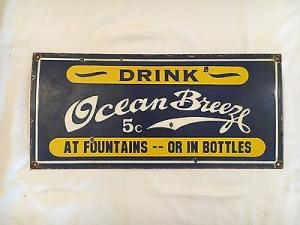 DRINK
Ocean Breeze
5c
AT FOUNTAINS -- OR IN BOTTLES